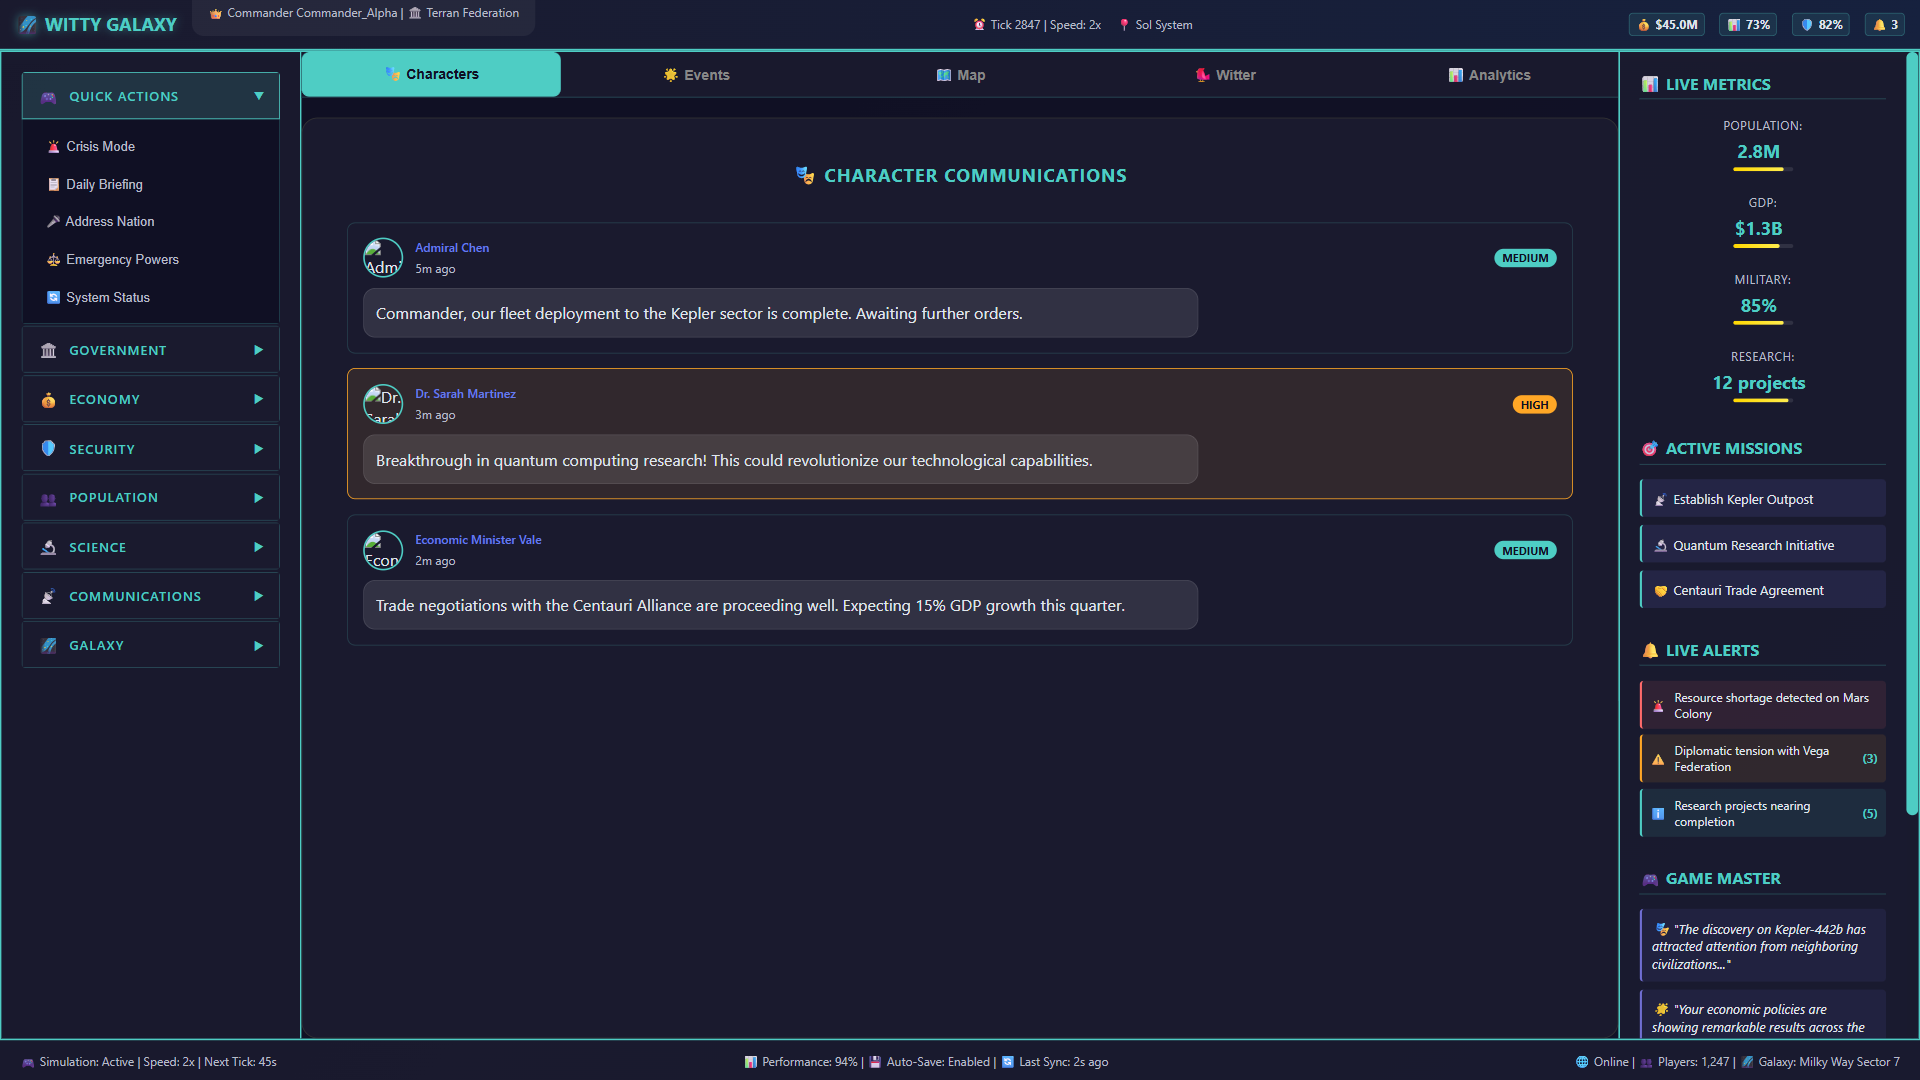 WITTY GALAXY
Commander Commander_Alpha | Terran Federation
Tick 2847 | Speed: 2x
Sol System
$45.0M
73%
82%
3
QUICK ACTIONS
Crisis Mode
Daily Briefing
Address Nation
Emergency Powers
System Status
GOVERNMENT
ECONOMY
SECURITY
POPULATION
SCIENCE
COMMUNICATIONS
GALAXY
Characters
Events
Map
Witter
Analytics
CHARACTER COMMUNICATIONS
Admi
Admiral Chen
5m ago
MEDIUM
Commander, our fleet deployment to the Kepler sector is complete. Awaiting further orders.
Dr.
Sara
Dr. Sarah Martinez
3m ago
HIGH
Breakthrough in quantum computing research! This could revolutionize our technological capabilities.
Econ
Economic Minister Vale
2m ago
MEDIUM
Trade negotiations with the Centauri Alliance are proceeding well. Expecting 15% GDP growth this quarter.
LIVE METRICS
POPULATION:
2.8M
GDP:
$1.3B
MILITARY:
85%
RESEARCH:
12 projects
ACTIVE MISSIONS
Establish Kepler Outpost
Quantum Research Initiative
Centauri Trade Agreement
LIVE ALERTS
Resource shortage detected on Mars
Colony
Diplomatic tension with Vega
Federation
(3)
Research projects nearing
completion
(5)
GAME MASTER
"The discovery on Kepler-442b has
attracted attention from neighboring
civilizations..."
"Your economic policies are
showing remarkable results across the
Simulation: Active | Speed: 2x | Next Tick: 45s
Performance: 94% | Auto-Save: Enabled | Last Sync: 2s ago
Online | Players: 1,247 | Galaxy: Milky Way Sector 7